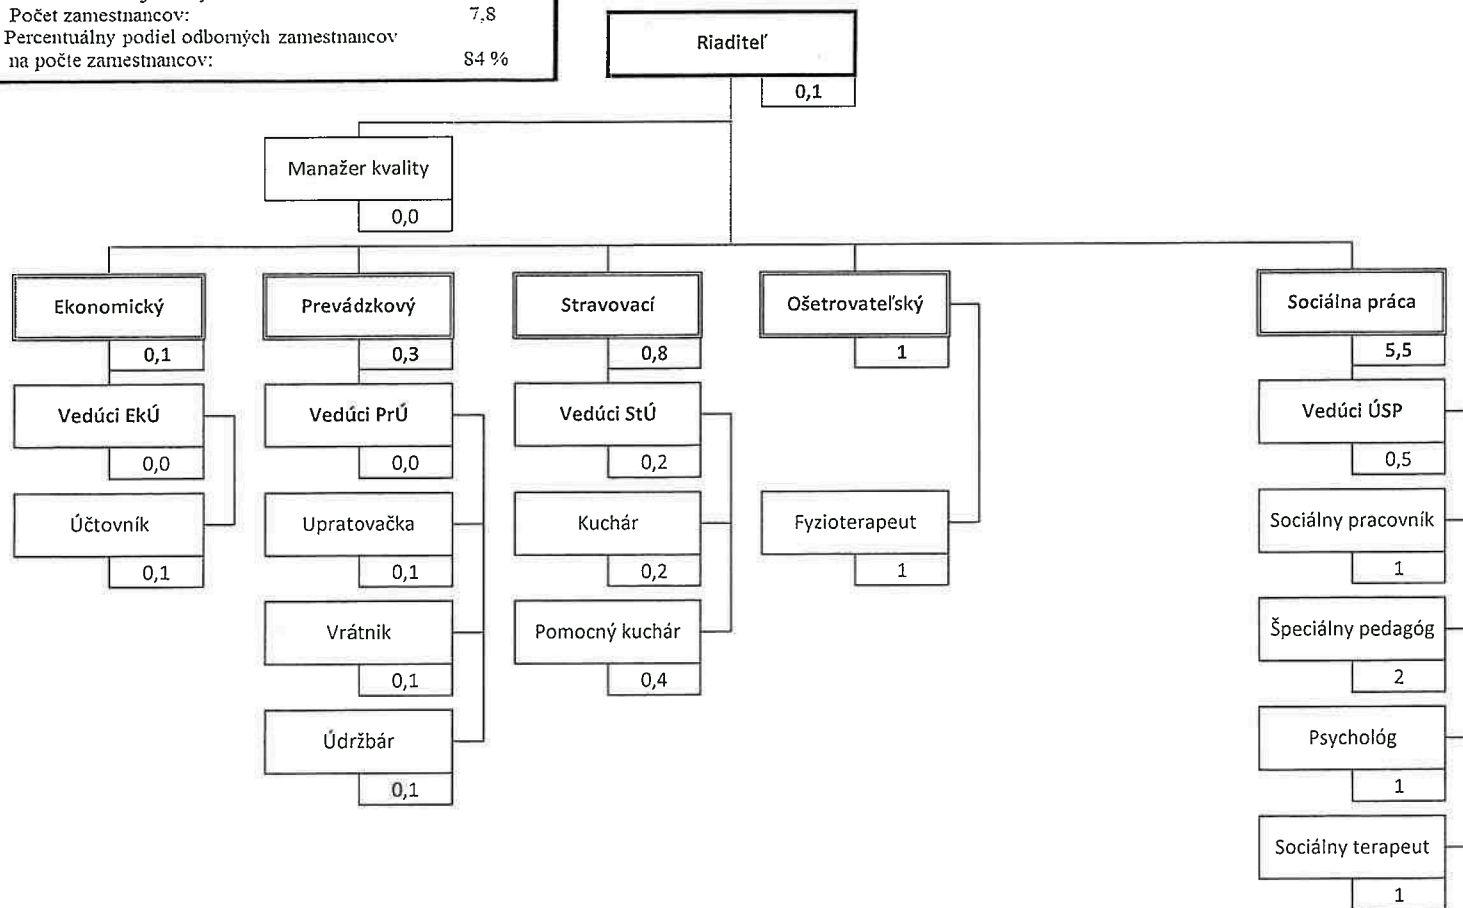 Počet zamestnancov: 7,8
Percentuálny podiel odborných zamestnancov
na počte zamestnancov: 84 %
Riaditeľ
0,1
Manažer kvality
0,0
Ekonomický
0,1
Vedúci EkÚ
0,0
Účtovník
0,1
Prevádzkový
0,3
Vedúci PrÚ
0,0
Upratovačka
0,1
Vrátnik
0,1
Údržbár
0,1
Stravovací
0,8
Vedúci StÚ
0,2
Kuchár
0,2
Pomocný kuchár
0,4
Ošetrovateľský
1
Fyzioterapeut
1
Sociálna práca
5,5
Vedúci ÚSP
0,5
Sociálny pracovník
1
Špeciálny pedagóg
2
Psychológ
1
Sociálny terapeut
1